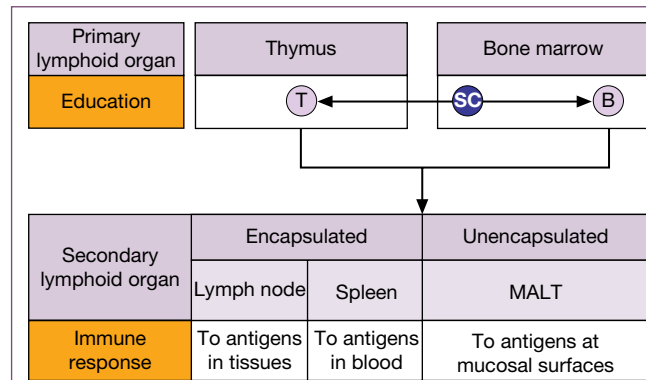 Primary
lymphoid organ
Thymus
Bone marrow
Education
T
SC
B
Secondary
lymphoid organ
Encapsulated
Unencapsulated
Lymph node
Spleen
MALT
Immune
response
To antigens
in tissues
To antigens
in blood
To antigens at
mucosal surfaces